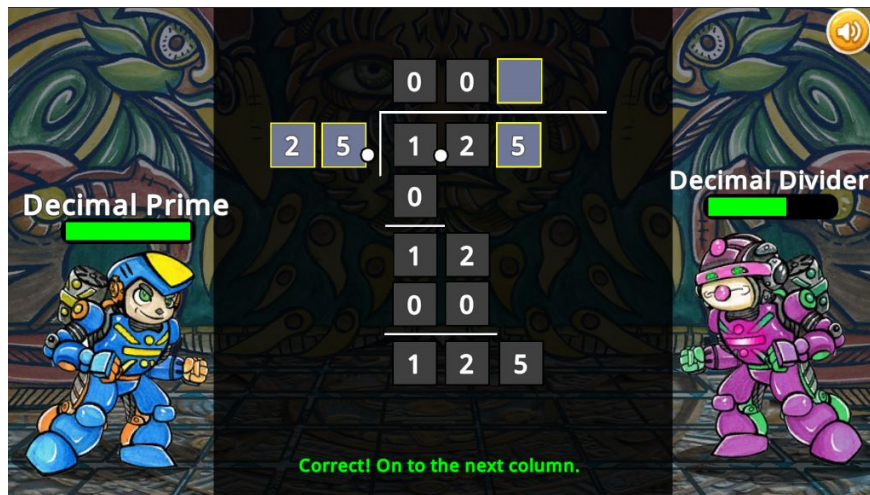 0 0
2 5. 1.2 5
0
Decimal Prime
Decimal Divider
1 2
0 0
1 2 5
Correct! On to the next column.